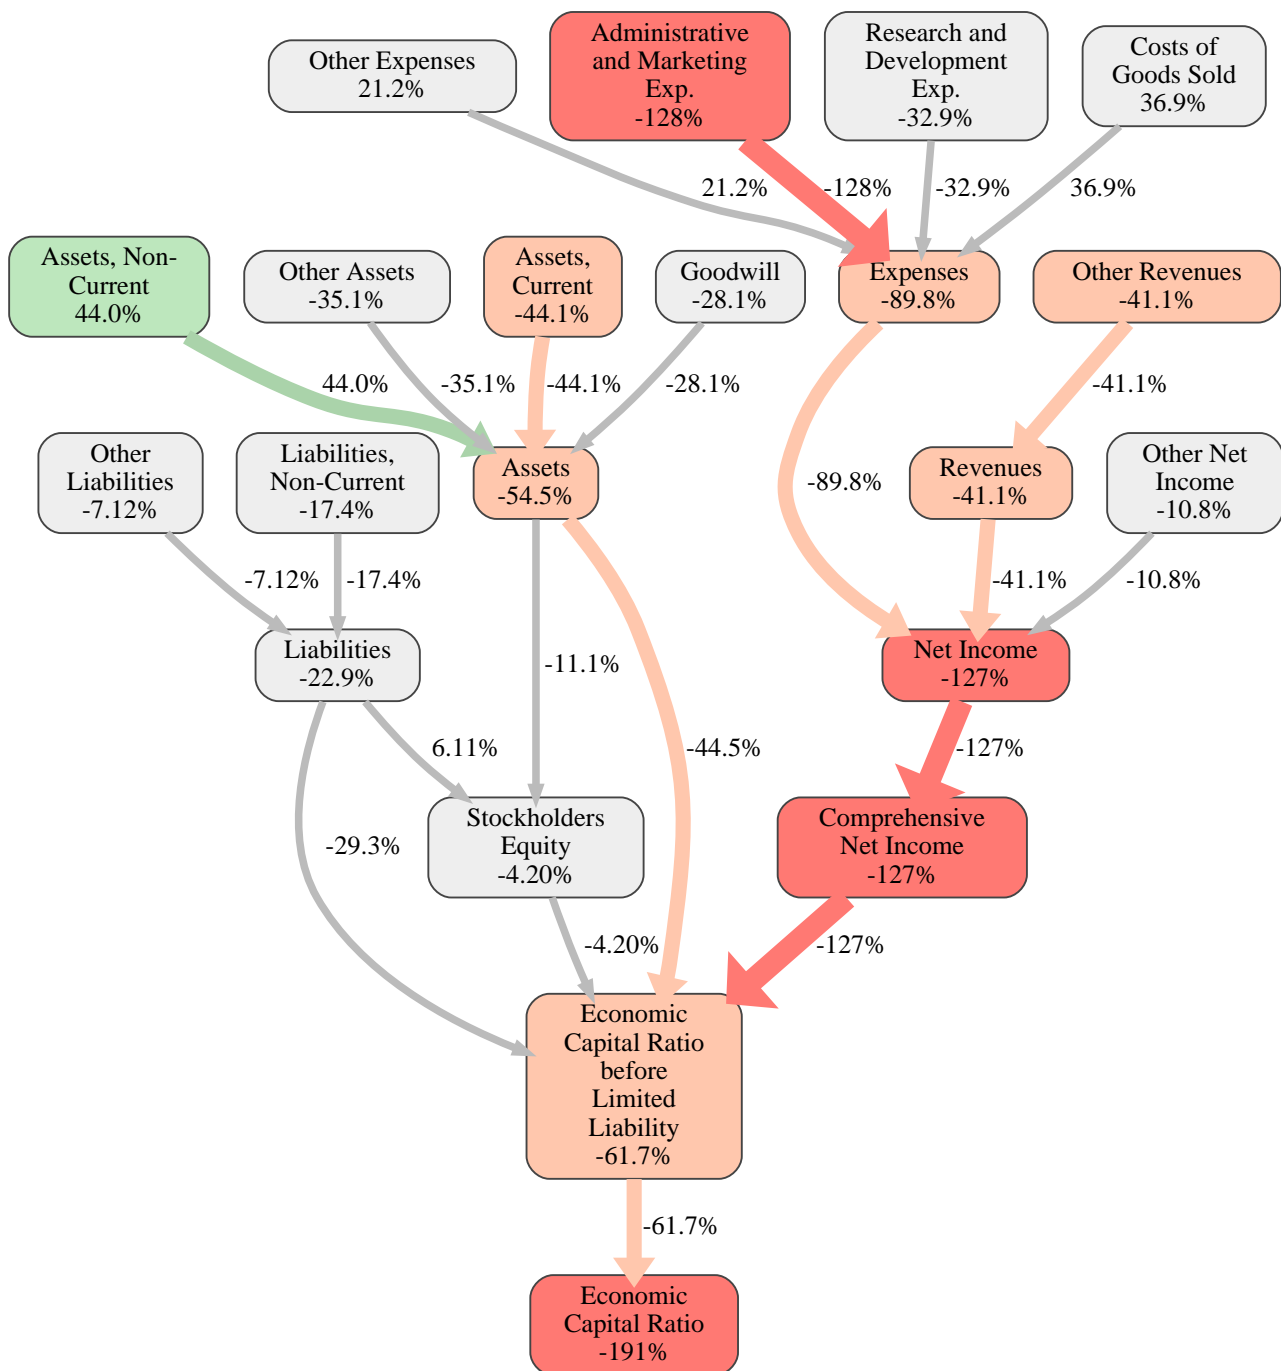 Other Expenses
21.2%
Administrative
and Marketing
Exp.
-128%
Research and
Development
Exp.
-32.9%
Costs of
Goods Sold
36.9%
21.2%
-128%
-32.9%
36.9%
Assets, Non-
Current
44.0%
Other Assets
-35.1%
Assets,
Current
-44.1%
Goodwill
-28.1%
Expenses
-89.8%
Other Revenues
-41.1%
44.0%
-35.1%
-44.1%
-28.1%
-41.1%
Other
Liabilities
-7.12%
Liabilities,
Non-Current
-17.4%
Assets
-54.5%
-89.8%
Revenues
-41.1%
Other Net
Income
-10.8%
-7.12%
-17.4%
-41.1%
-10.8%
Liabilities
-22.9%
-11.1%
Net Income
-127%
6.11%
-44.5%
-127%
-29.3%
Stockholders
Equity
-4.20%
Comprehensive
Net Income
-127%
-4.20%
-127%
Economic
Capital Ratio
before
Limited
Liability
-61.7%
-61.7%
Economic
Capital Ratio
-191%